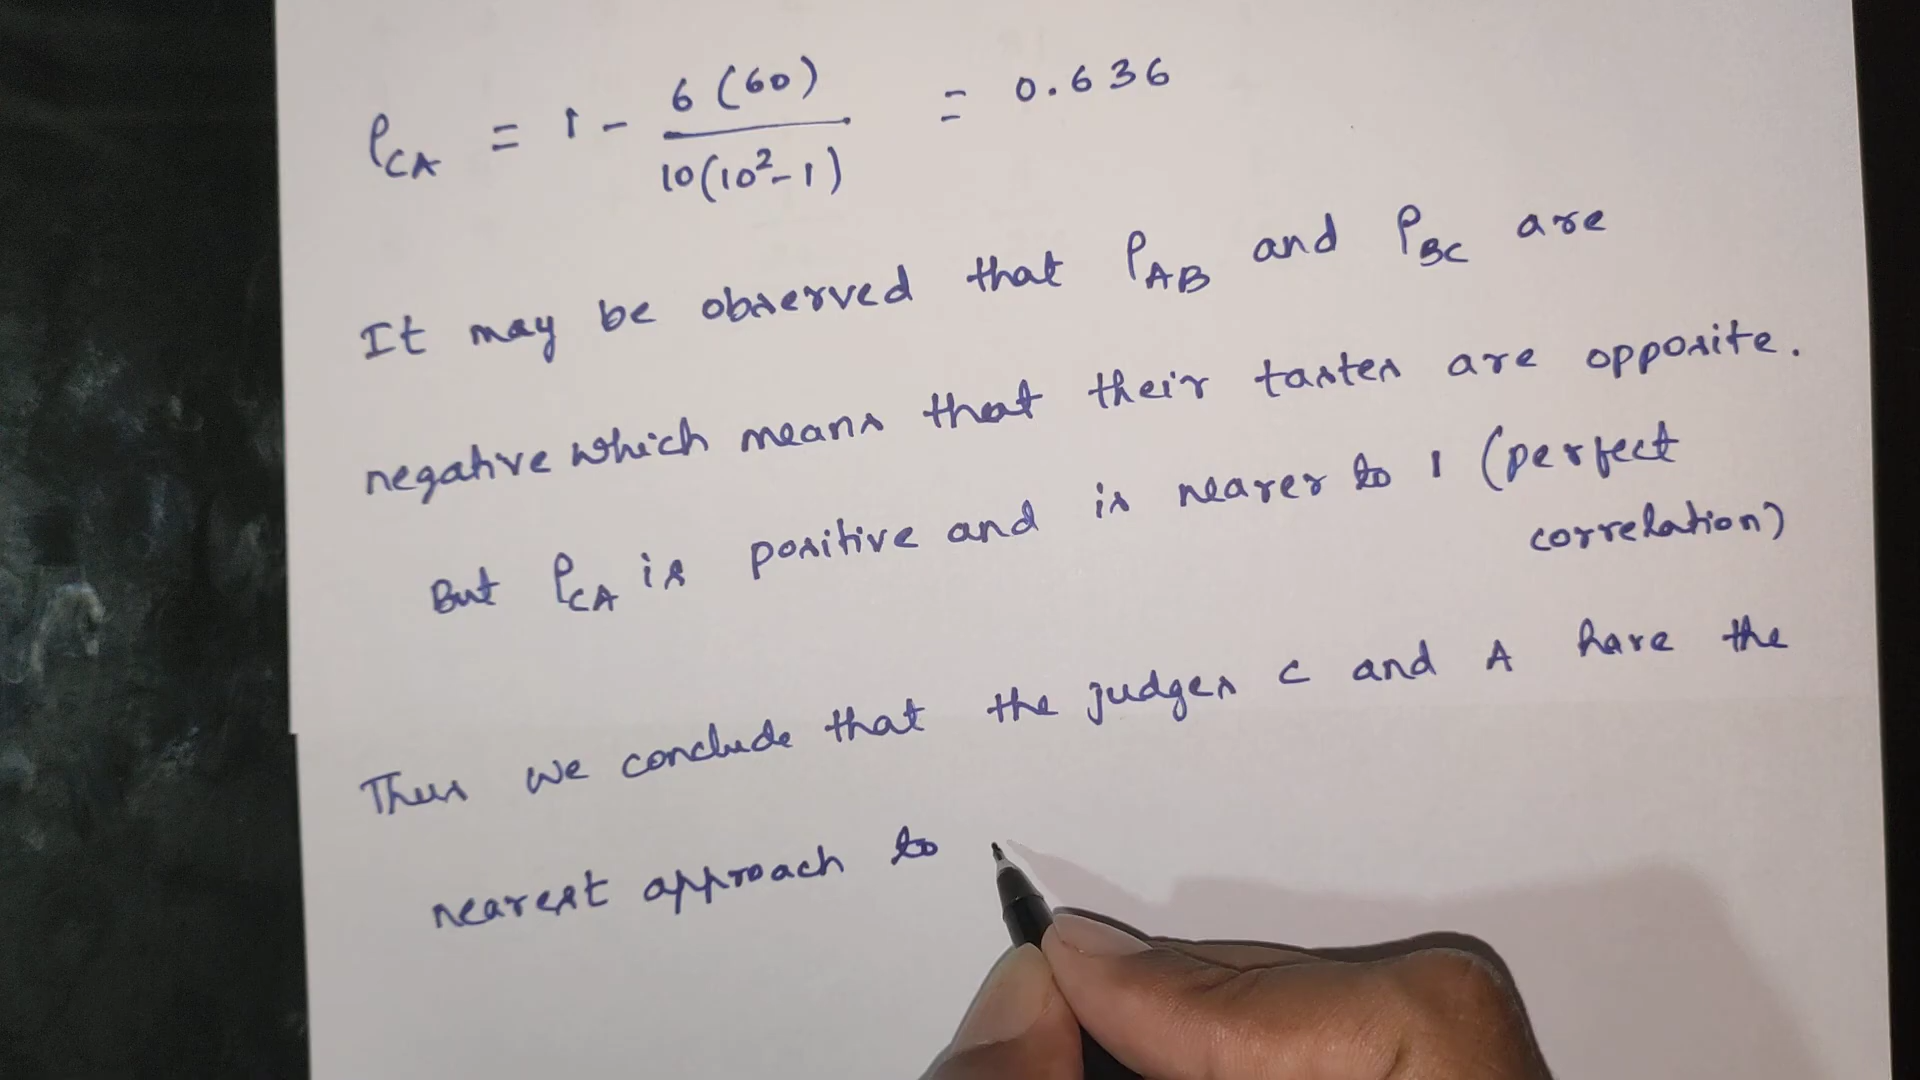 ρCA = 1 - 6(60) / 10(10²-1) = 0.636
It may be observed that ρAB and ρBC are
negative which means that their tastes are opposite.
But ρCA is positive and is nearer to 1 (perfect
correlation)
Thus we conclude that the judges C and A have the
nearest approach to